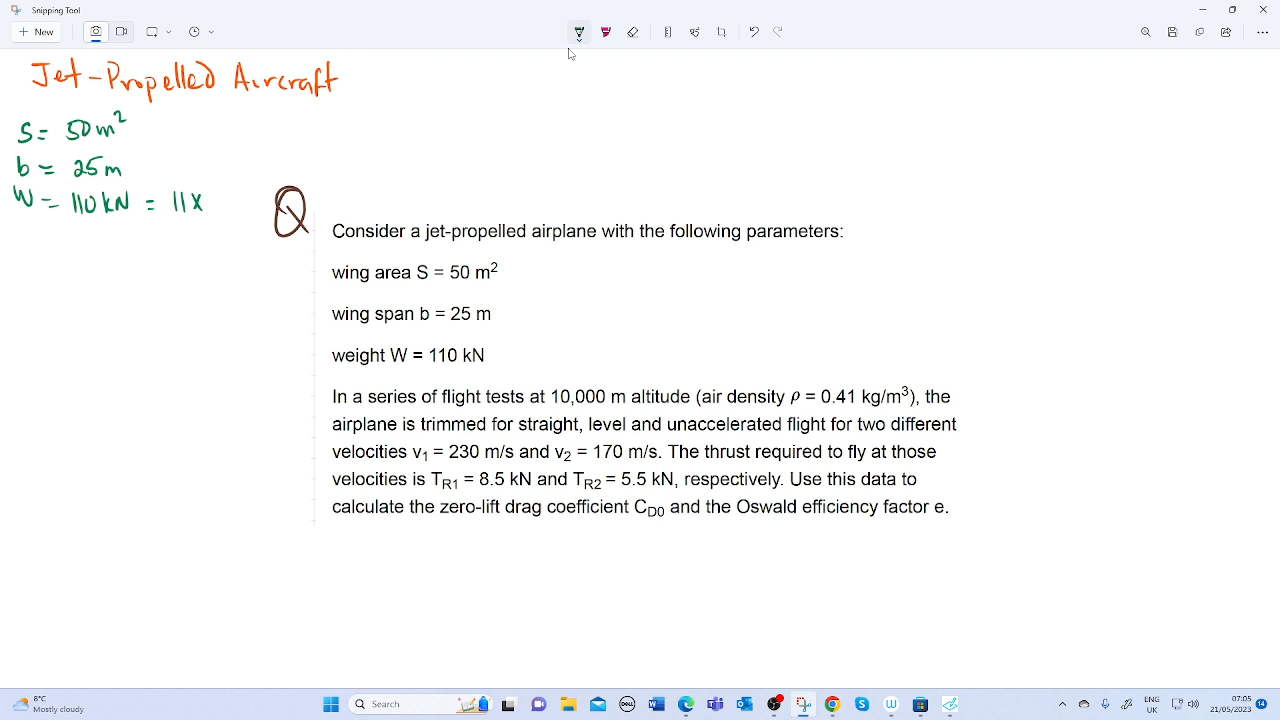 Snipping Tool
New
Jet-Propelled Aircraft
S = 50 m²
b = 25 m
W = 110 kN = 11 x
Q
Consider a jet-propelled airplane with the following parameters:
wing area S = 50 m²
wing span b = 25 m
weight W = 110 kN
In a series of flight tests at 10,000 m altitude (air density ρ = 0.41 kg/m³), the
airplane is trimmed for straight, level and unaccelerated flight for two different
velocities v₁ = 230 m/s and v₂ = 170 m/s. The thrust required to fly at those
velocities is TR1 = 8.5 kN and TR2 = 5.5 kN, respectively. Use this data to
calculate the zero-lift drag coefficient CD0 and the Oswald efficiency factor e.
8°C
Mostly cloudy
Search
ENG
UK
07:05
21/05/2023
14